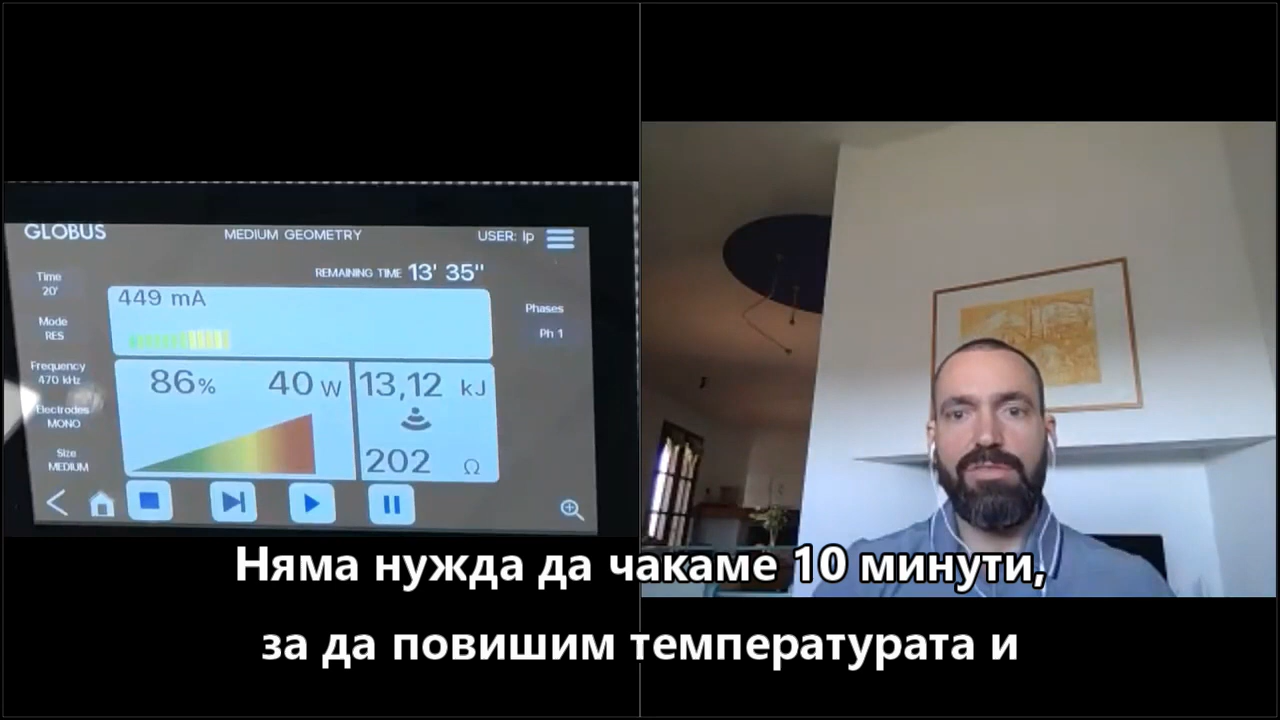 GLOBUS
MEDIUM GEOMETRY
USER: Ip
REMAINING TIME 13' 35"
Time
20'
Mode
RES
Frequency
470 kHz
Electrodes
MONO
Size
MEDIUM
449 mA
Phases
Ph 1
86% 40 W
13,12 kJ
202 Ω
Няма нужда да чакаме 10 минути,
за да повишим температурата и